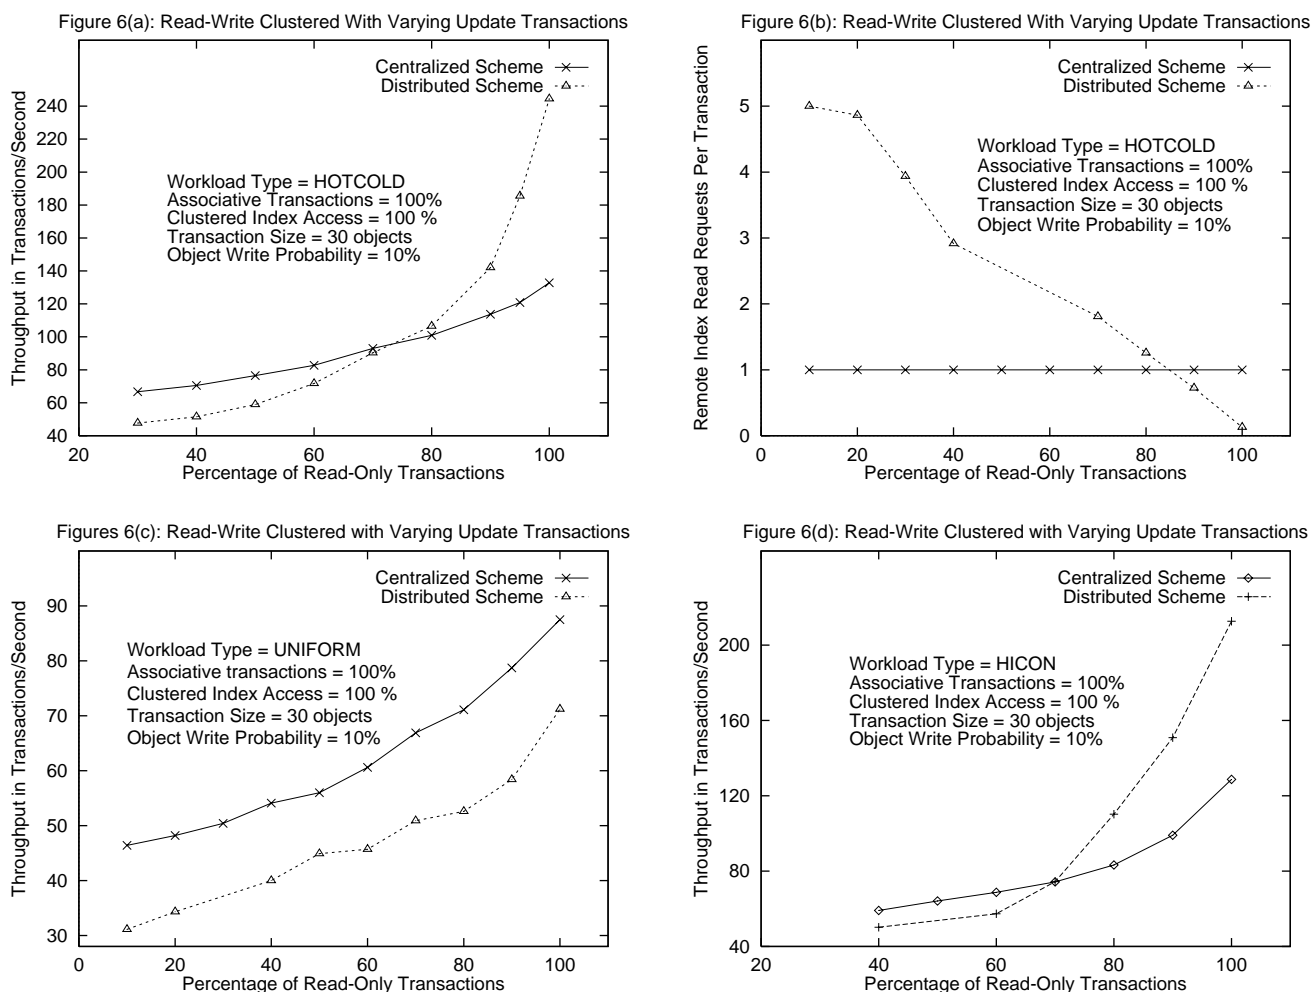 Figure 6(a): Read-Write Clustered With Varying Update Transactions
Centralized Scheme
Distributed Scheme
Workload Type = HOTCOLD
Associative Transactions = 100%
Clustered Index Access = 100 %
Transaction Size = 30 objects
Object Write Probability = 10%
Throughput in Transactions/Second
240
220
200
180
160
140
120
100
80
60
40
20 40 60 80 100
Percentage of Read-Only Transactions
Figure 6(b): Read-Write Clustered With Varying Update Transactions
Centralized Scheme
Distributed Scheme
Workload Type = HOTCOLD
Associative Transactions = 100%
Clustered Index Access = 100 %
Transaction Size = 30 objects
Object Write Probability = 10%
Remote Index Read Requests Per Transaction
5
4
3
2
1
0
0 20 40 60 80 100
Percentage of Read-Only Transactions
Figures 6(c): Read-Write Clustered with Varying Update Transactions
Centralized Scheme
Distributed Scheme
Workload Type = UNIFORM
Associative transactions = 100%
Clustered Index Access = 100 %
Transaction Size = 30 objects
Object Write Probability = 10%
Throughput in Transactions/Second
90
80
70
60
50
40
30
0 20 40 60 80 100
Percentage of Read-Only Transactions
Figure 6(d): Read-Write Clustered with Varying Update Transactions
Centralized Scheme
Distributed Scheme
Workload Type = HICON
Associative Transactions = 100%
Clustered Index Access = 100 %
Transaction Size = 30 objects
Object Write Probability = 10%
Throughput in Transactions/Second
200
160
120
80
40
20 40 60 80 100
Percentage of Read-Only Transactions